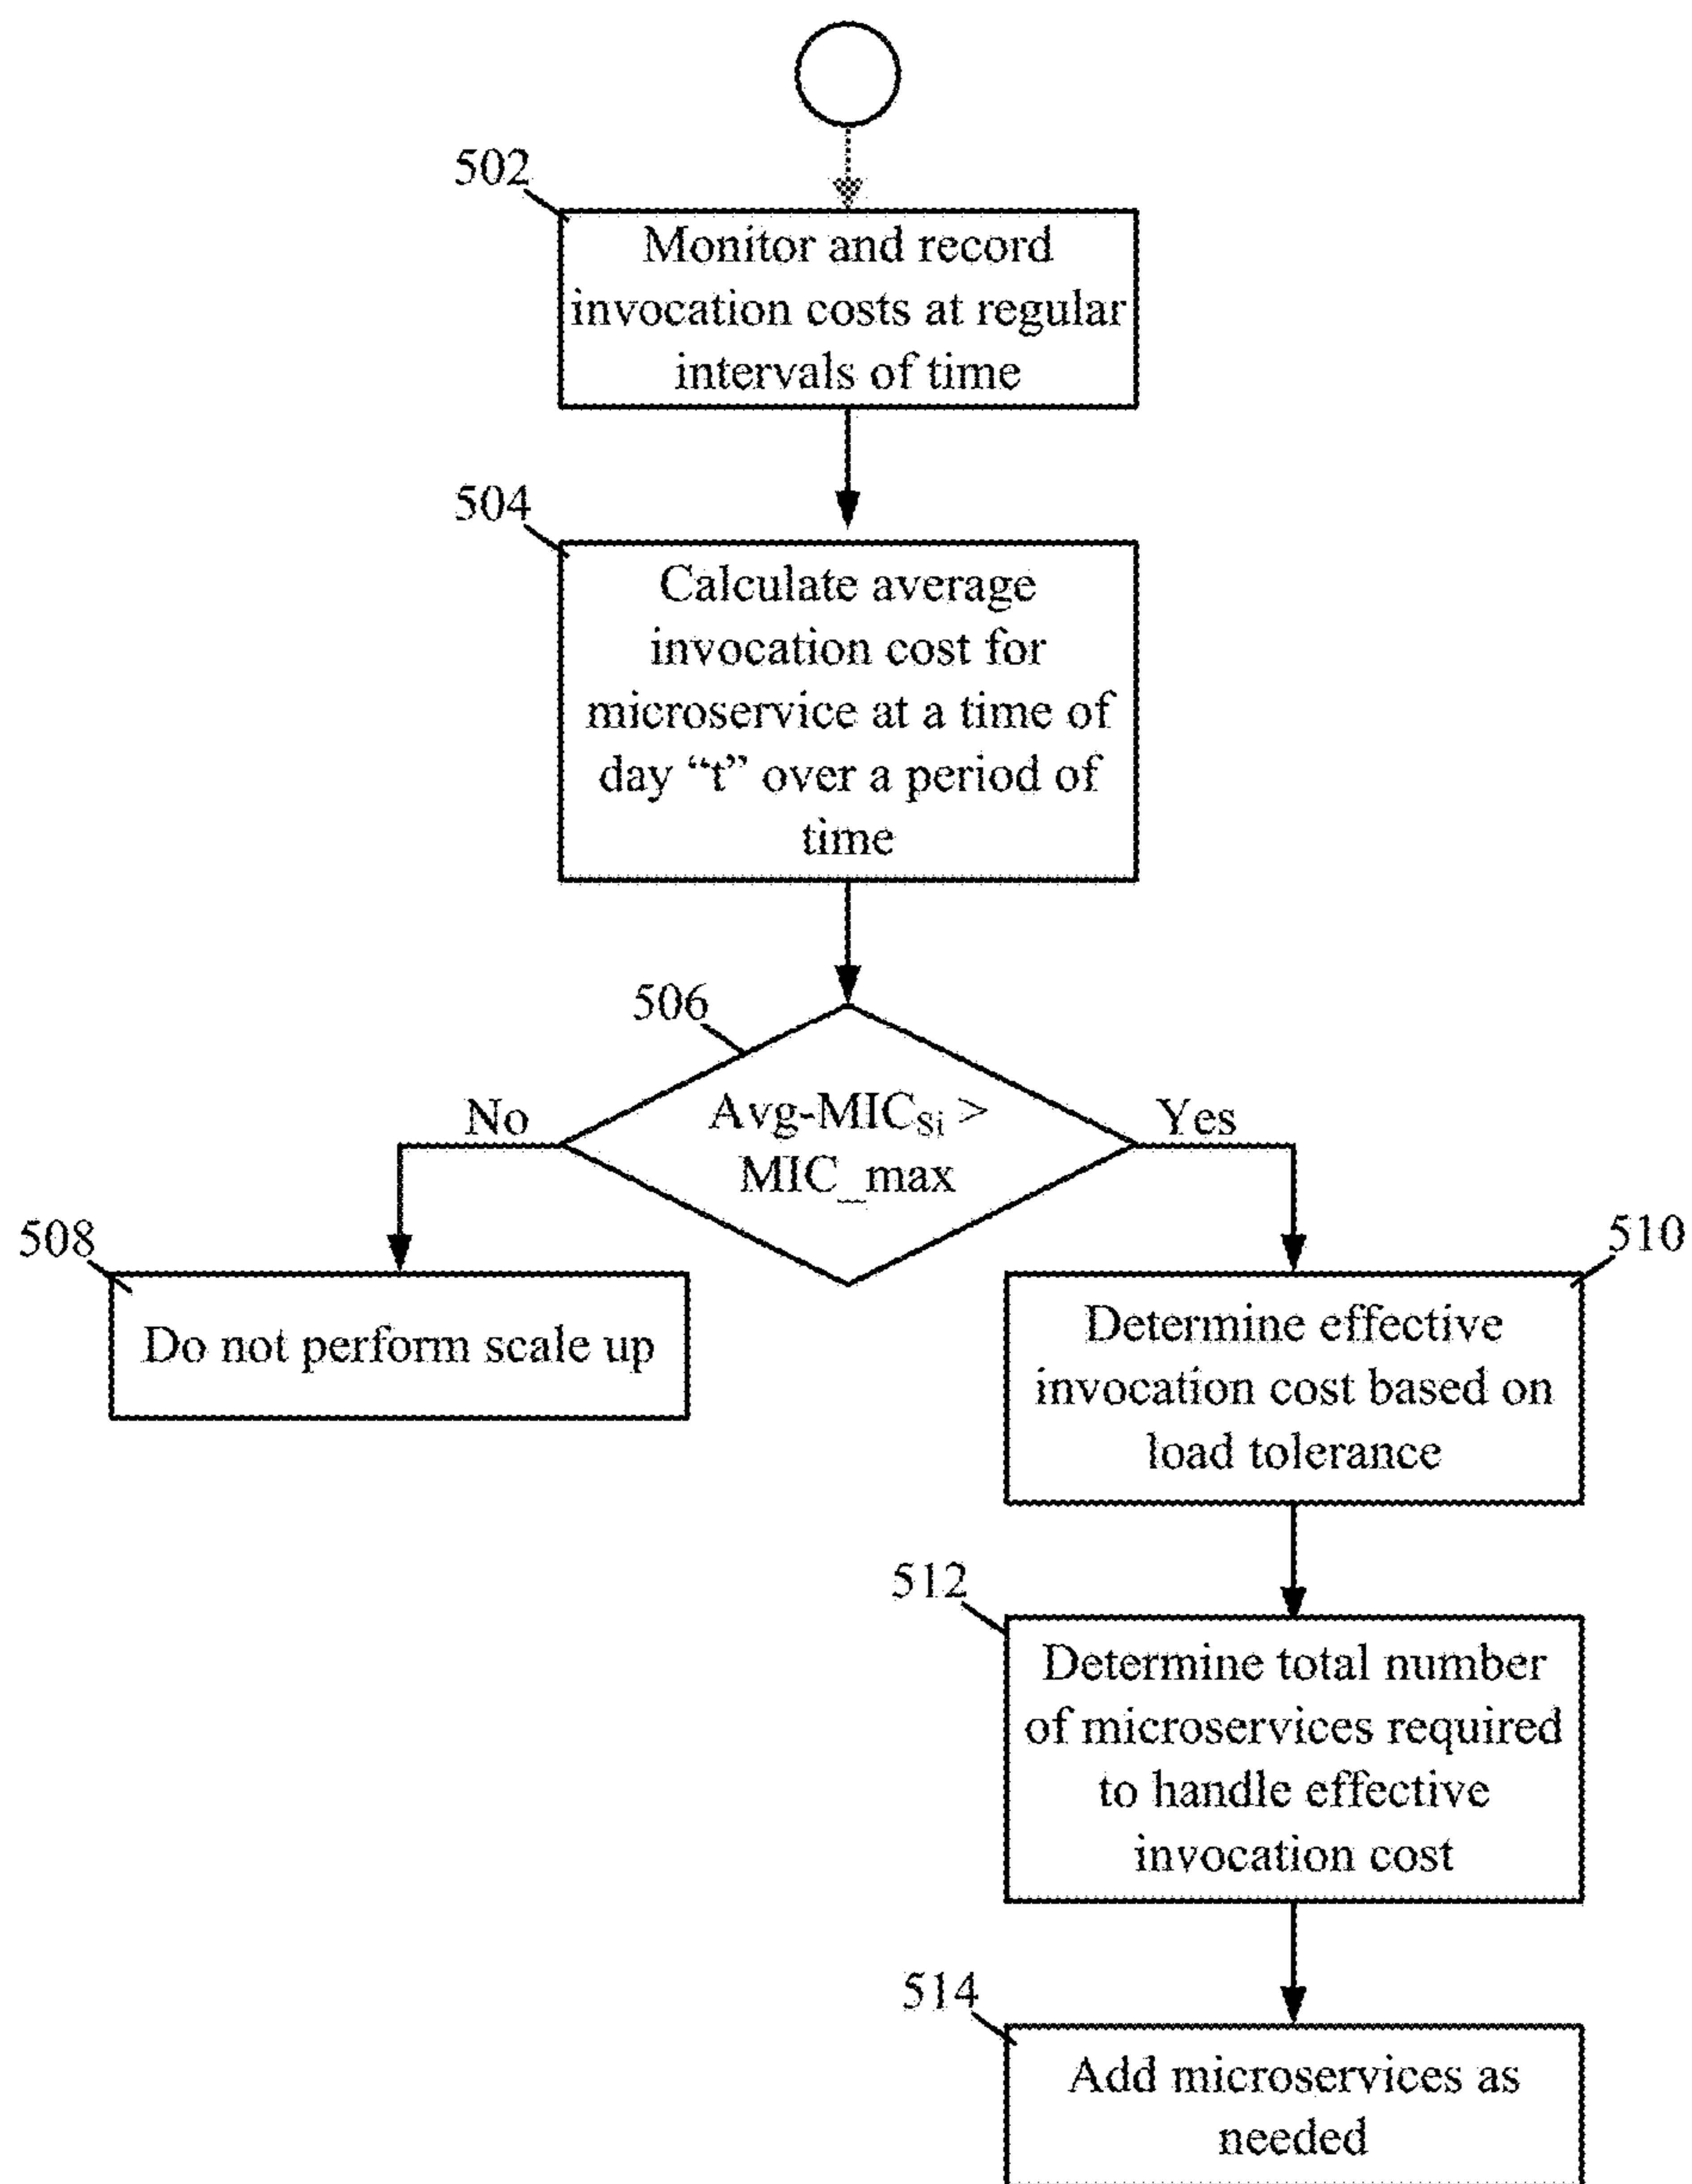 502
Monitor and record
invocation costs at regular
intervals of time
504
Calculate average
invocation cost for
microservice at a time of
day “t” over a period of
time
506
Avg-MICSi >
MIC_max
No
Yes
508
Do not perform scale up
510
Determine effective
invocation cost based on
load tolerance
512
Determine total number
of microservices required
to handle effective
invocation cost
514
Add microservices as
needed